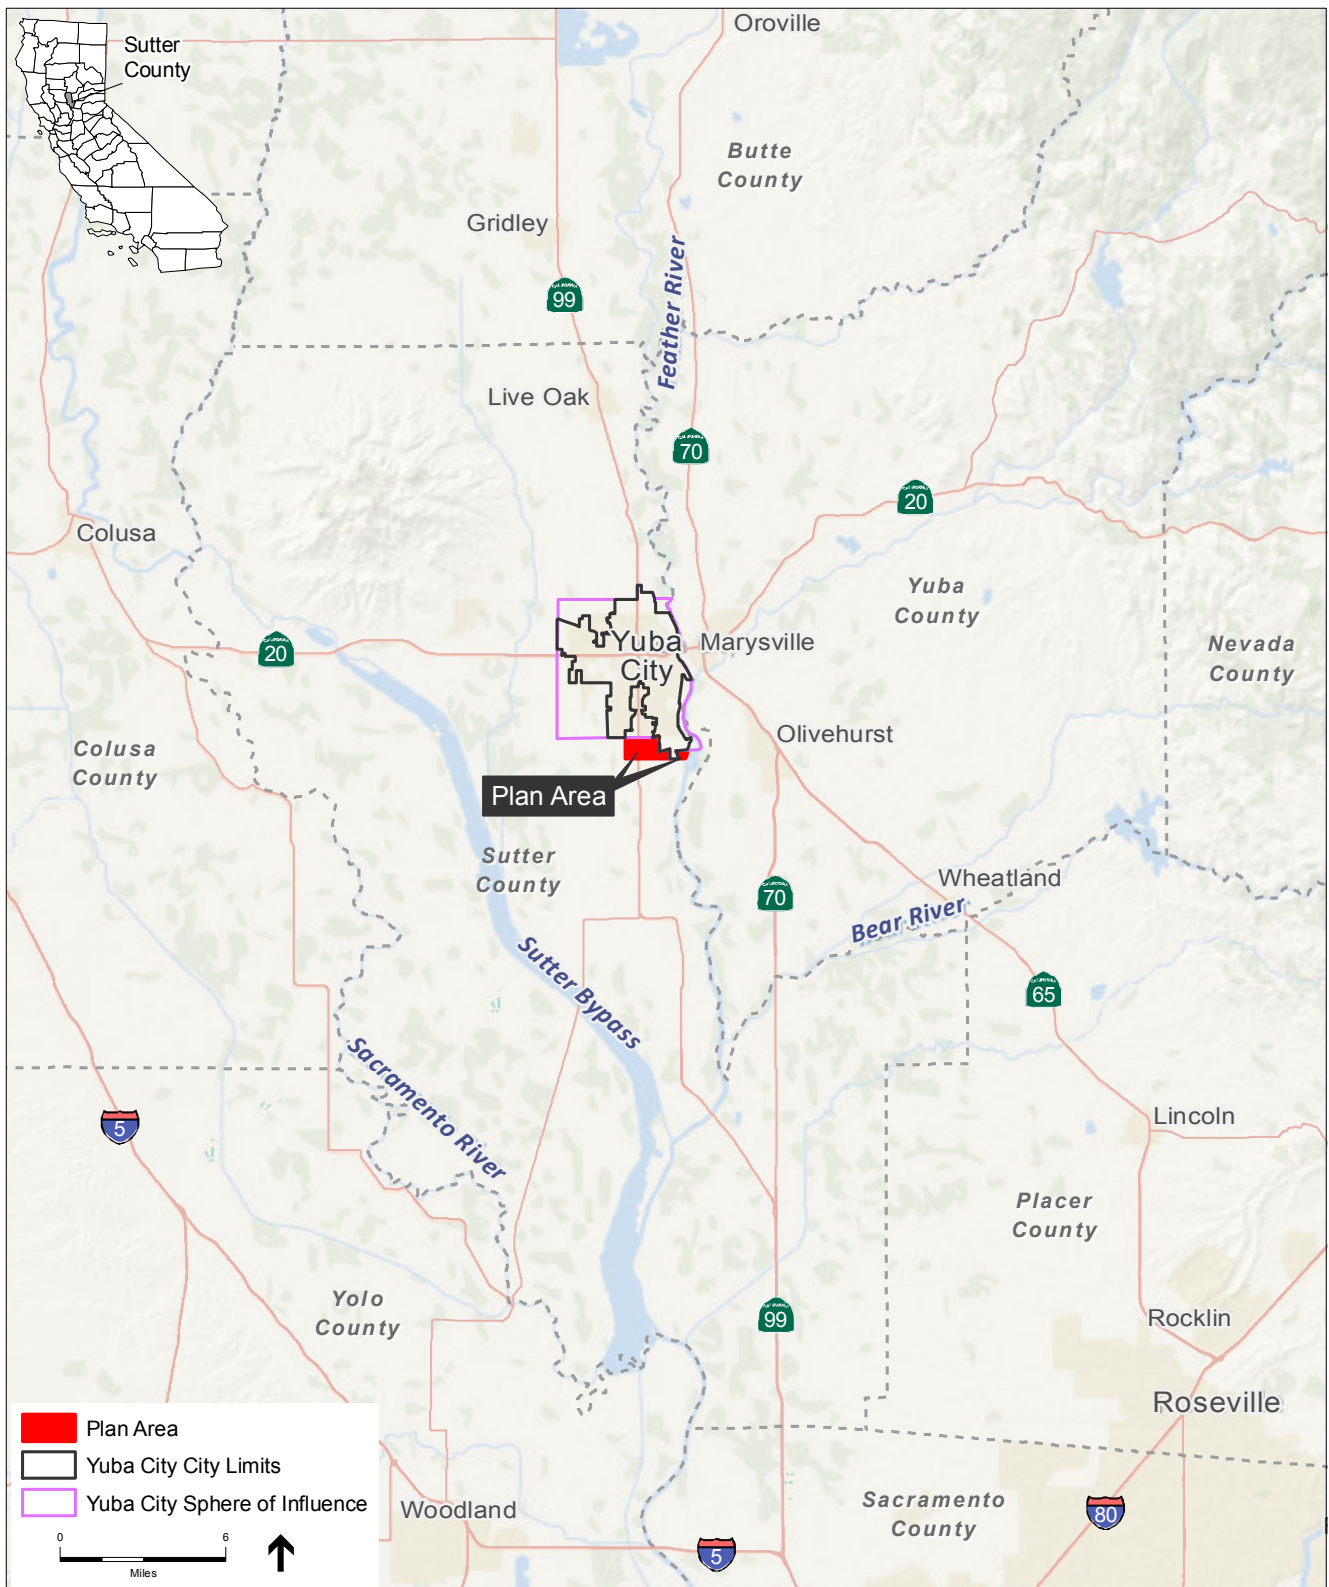 Oroville
Sutter
County
Butte
County
Gridley
Feather River
99
Live Oak
70
20
Colusa
Yuba
County
Yuba
City
Marysville
20
Nevada
County
Olivehurst
Colusa
County
Plan Area
Sutter
County
Wheatland
70
Bear River
Sutter Bypass
65
Sacramento River
5
Lincoln
Placer
County
Yolo
County
99
Rocklin
Roseville
Plan Area
Yuba City City Limits
Yuba City Sphere of Influence
Woodland
Sacramento
County
80
0
6
Miles
5